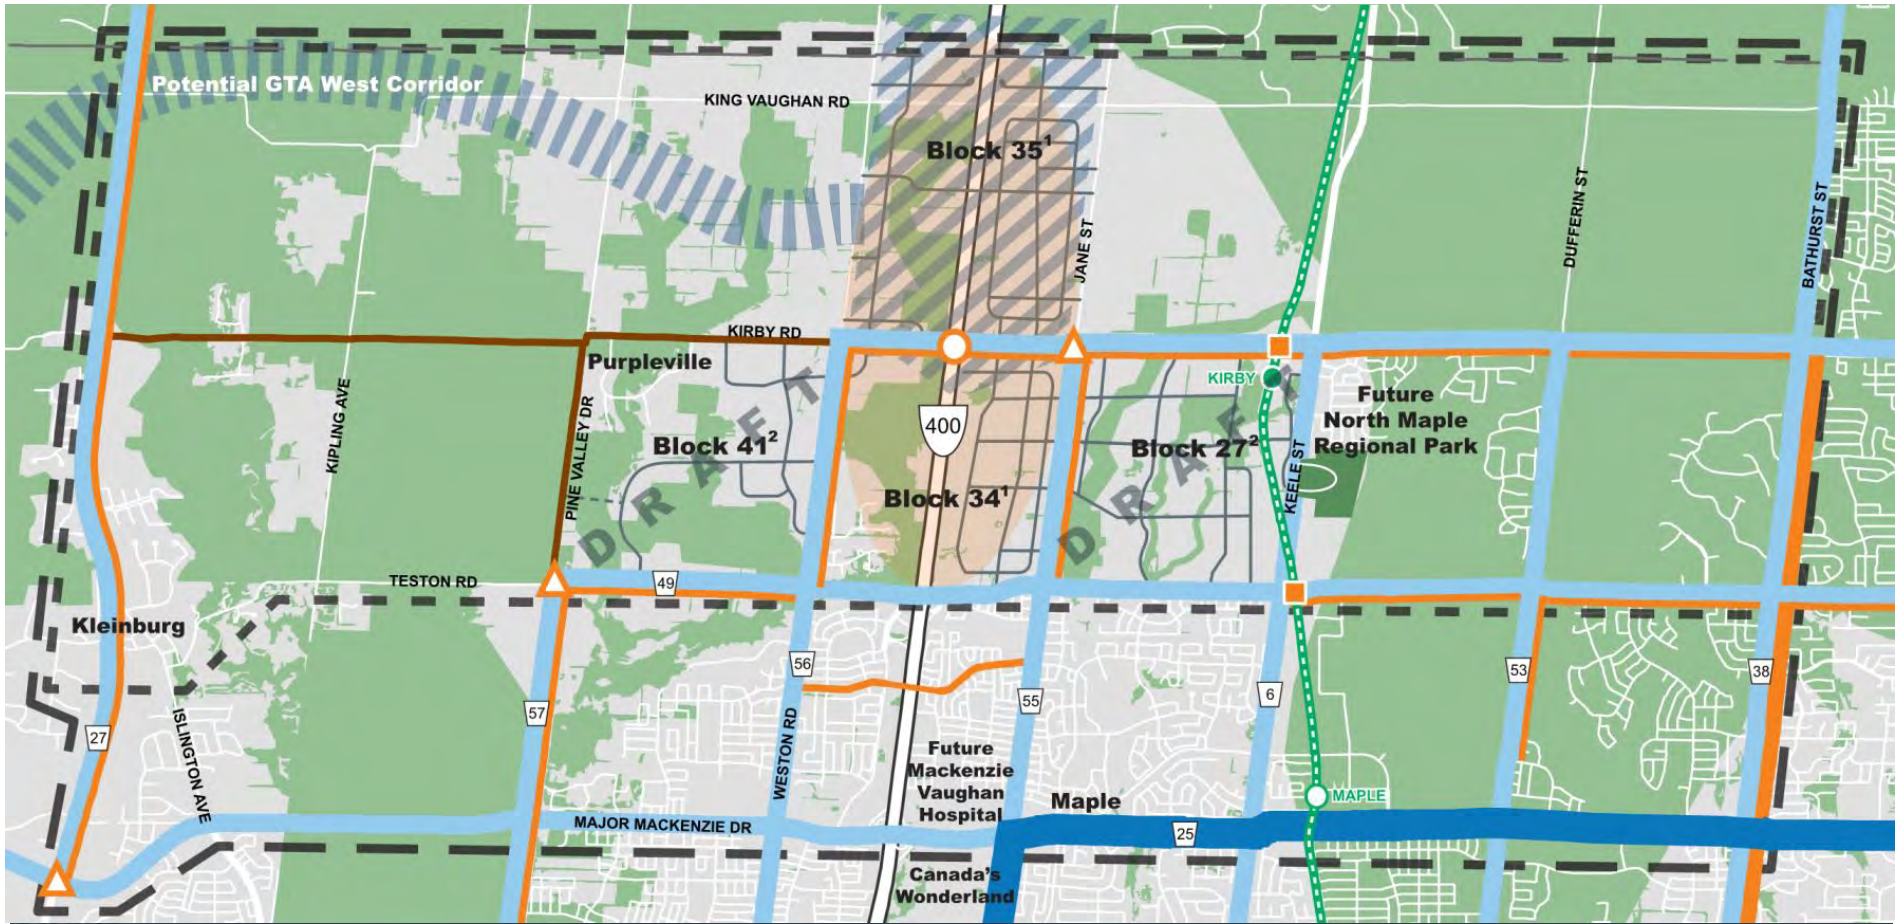 Potential GTA West Corridor
KING VAUGHAN RD
Block 35¹
JANE ST
DUFFERIN ST
BATHURST ST
KIRBY RD
Purpleville
KIPLING AVE
PINE VALLEY DR
Block 41²
DRAFT
400
Block 34¹
KIRBY
Block 27²
DRAFT
KEELE ST
Future
North Maple
Regional Park
TESTON RD
49
Kleinburg
27
ISLINGTON AVE
57
56
WESTON RD
55
6
53
38
Future
Mackenzie
Vaughan
Hospital
Maple
MAPLE
MAJOR MACKENZIE DR
25
Canada's
Wonderland